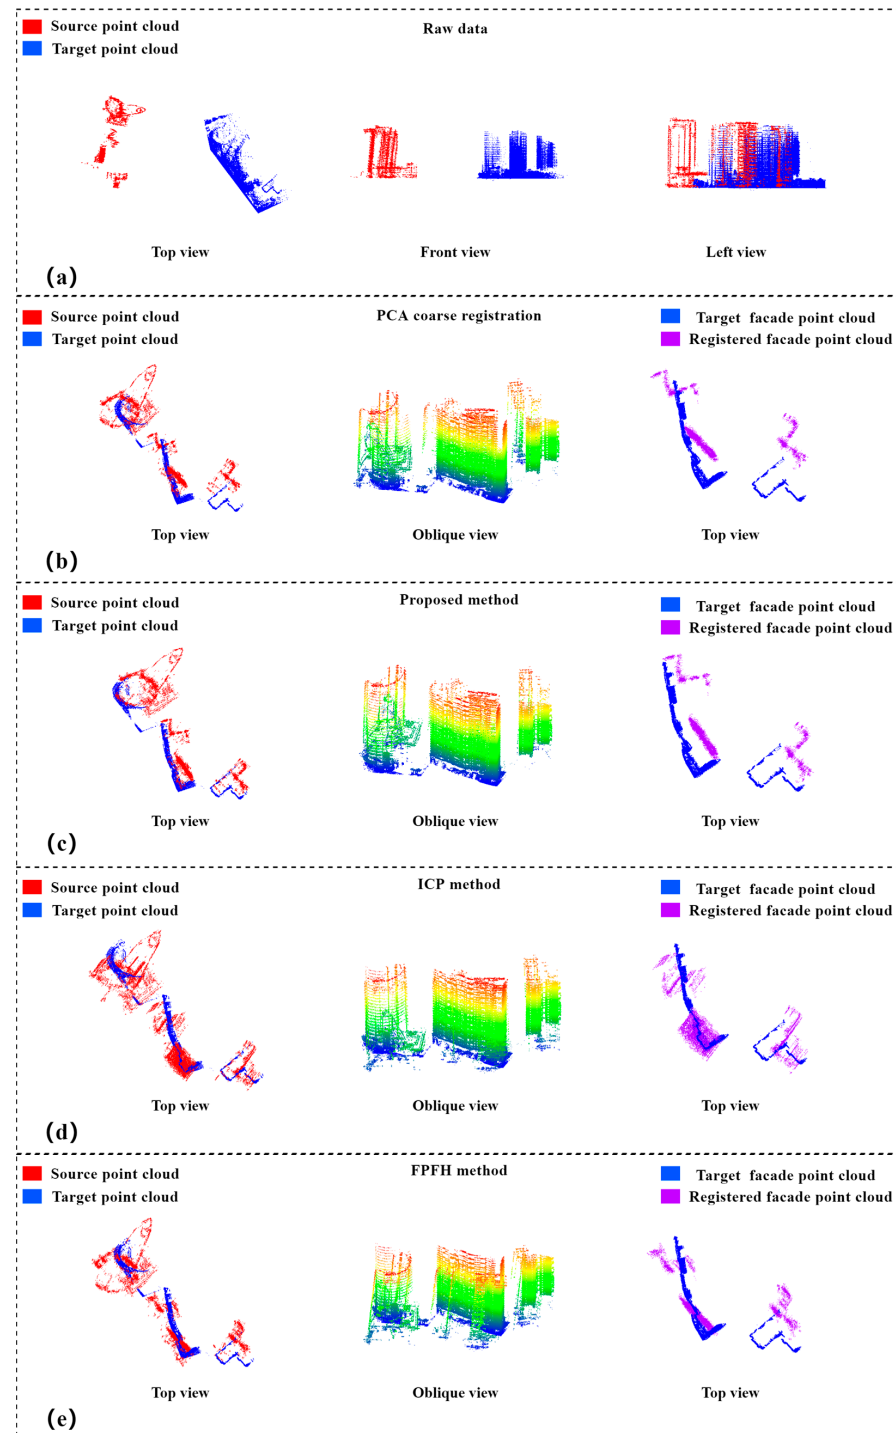 Source point cloud
Target point cloud
Raw data
Top view
Front view
Left view
(a)
Source point cloud
Target point cloud
PCA coarse registration
Target facade point cloud
Registered facade point cloud
Top view
Oblique view
Top view
(b)
Source point cloud
Target point cloud
Proposed method
Target facade point cloud
Registered facade point cloud
Top view
Oblique view
Top view
(c)
Source point cloud
Target point cloud
ICP method
Target facade point cloud
Registered facade point cloud
Top view
Oblique view
Top view
(d)
Source point cloud
Target point cloud
FPFH method
Target facade point cloud
Registered facade point cloud
Top view
Oblique view
Top view
(e)